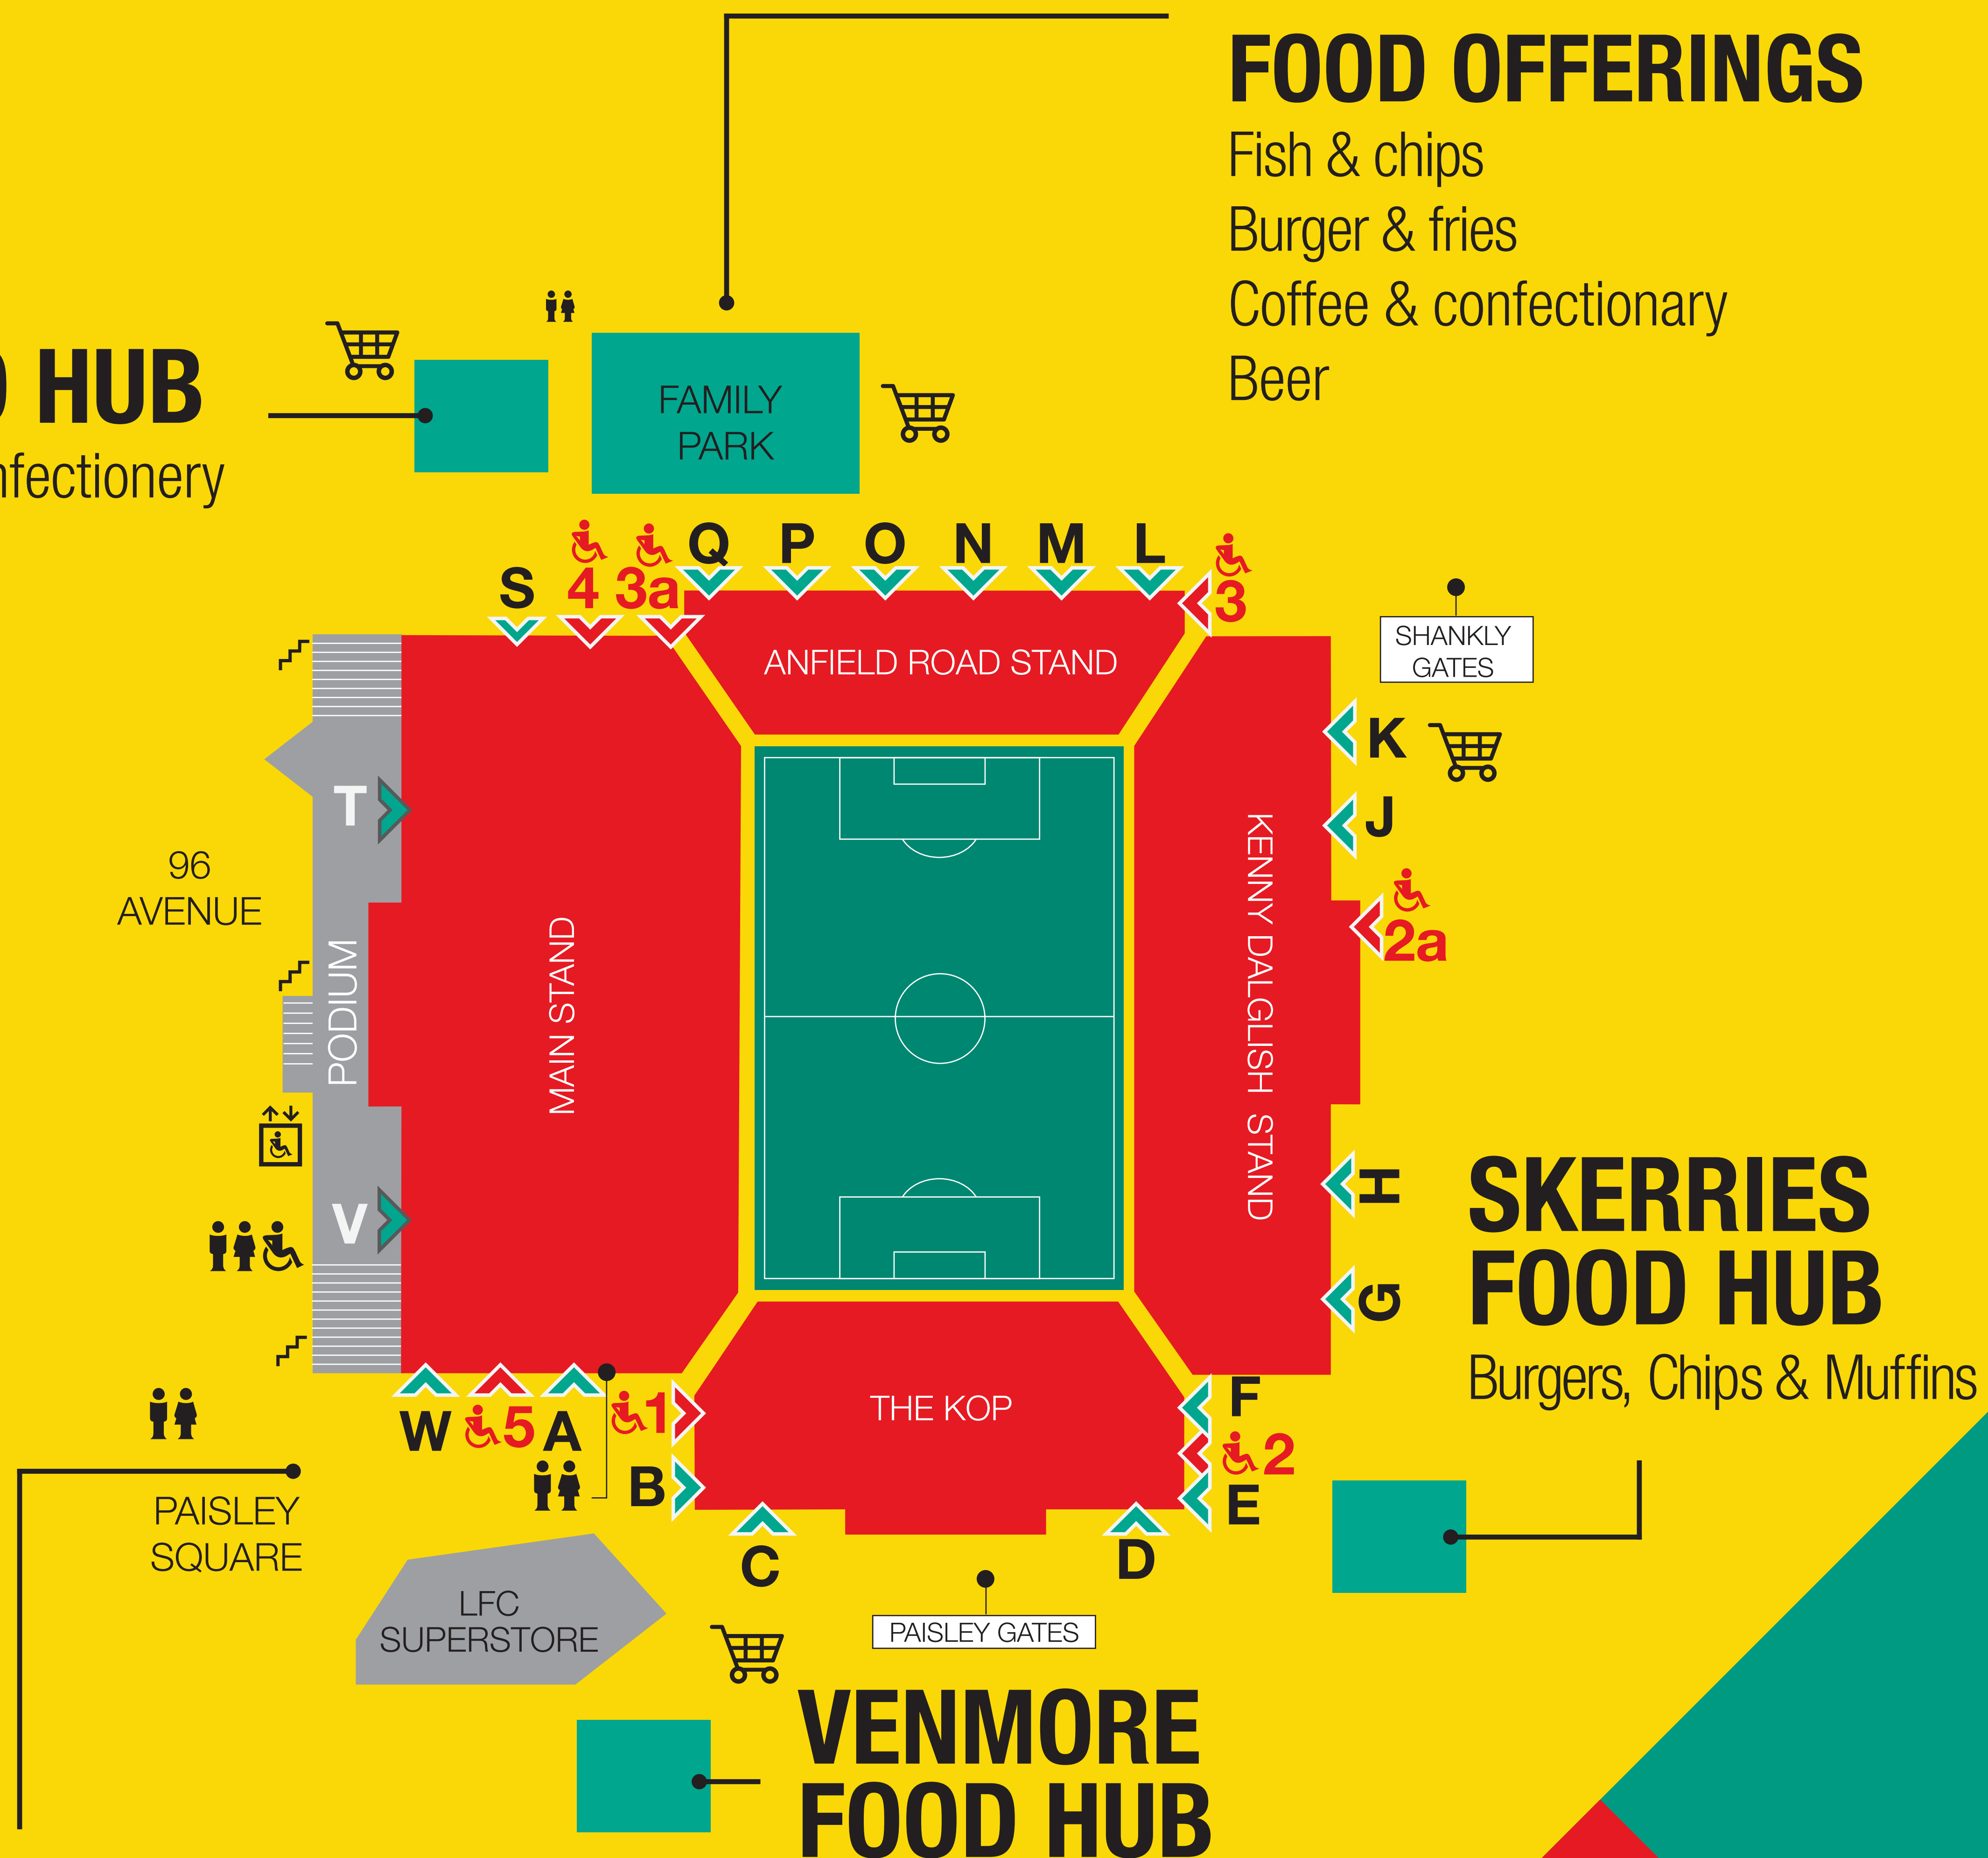 FOOD OFFERINGS
Fish & chips
Burger & fries
Coffee & confectionary
Beer
HUB
FAMILY
PARK
Q P O N M L
S 4 3a 3
ANFIELD ROAD STAND
SHANKLY
GATES
K
J
T
96
AVENUE
2a
PODIUM
MAIN STAND
KENNY DALGLISH STAND
H
V
G
SKERRIES
FOOD HUB
Burgers, Chips & Muffins
W 5 A 1
THE KOP
F
2
B
E
PAISLEY
SQUARE
C
D
LFC
SUPERSTORE
PAISLEY GATES
VENMORE
FOOD HUB